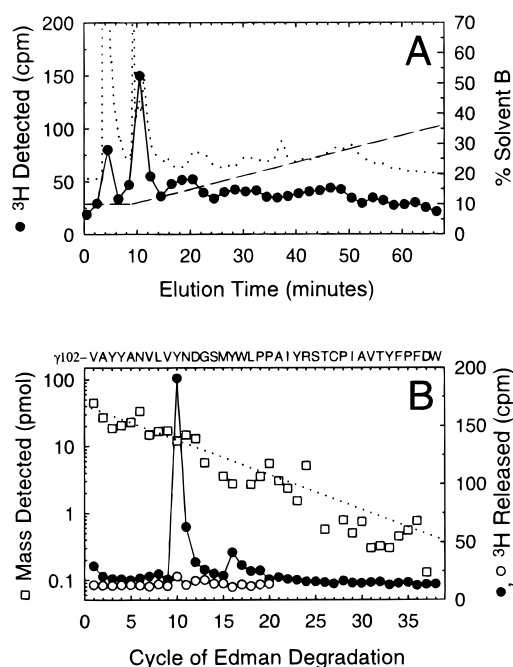 A
● ³H Detected (cpm)
200
150
100
50
0
% Solvent B
70
60
50
40
30
20
10
0
0 10 20 30 40 50 60
Elution Time (minutes)
γ102–VAYYANVLVYNDGSMYWLPPAIYRSTCPIAVTYFPFDW
B
□ Mass Detected (pmol)
100
10
1
0.1
●, ○ ³H Released (cpm)
200
150
100
50
0
0 5 10 15 20 25 30 35
Cycle of Edman Degradation